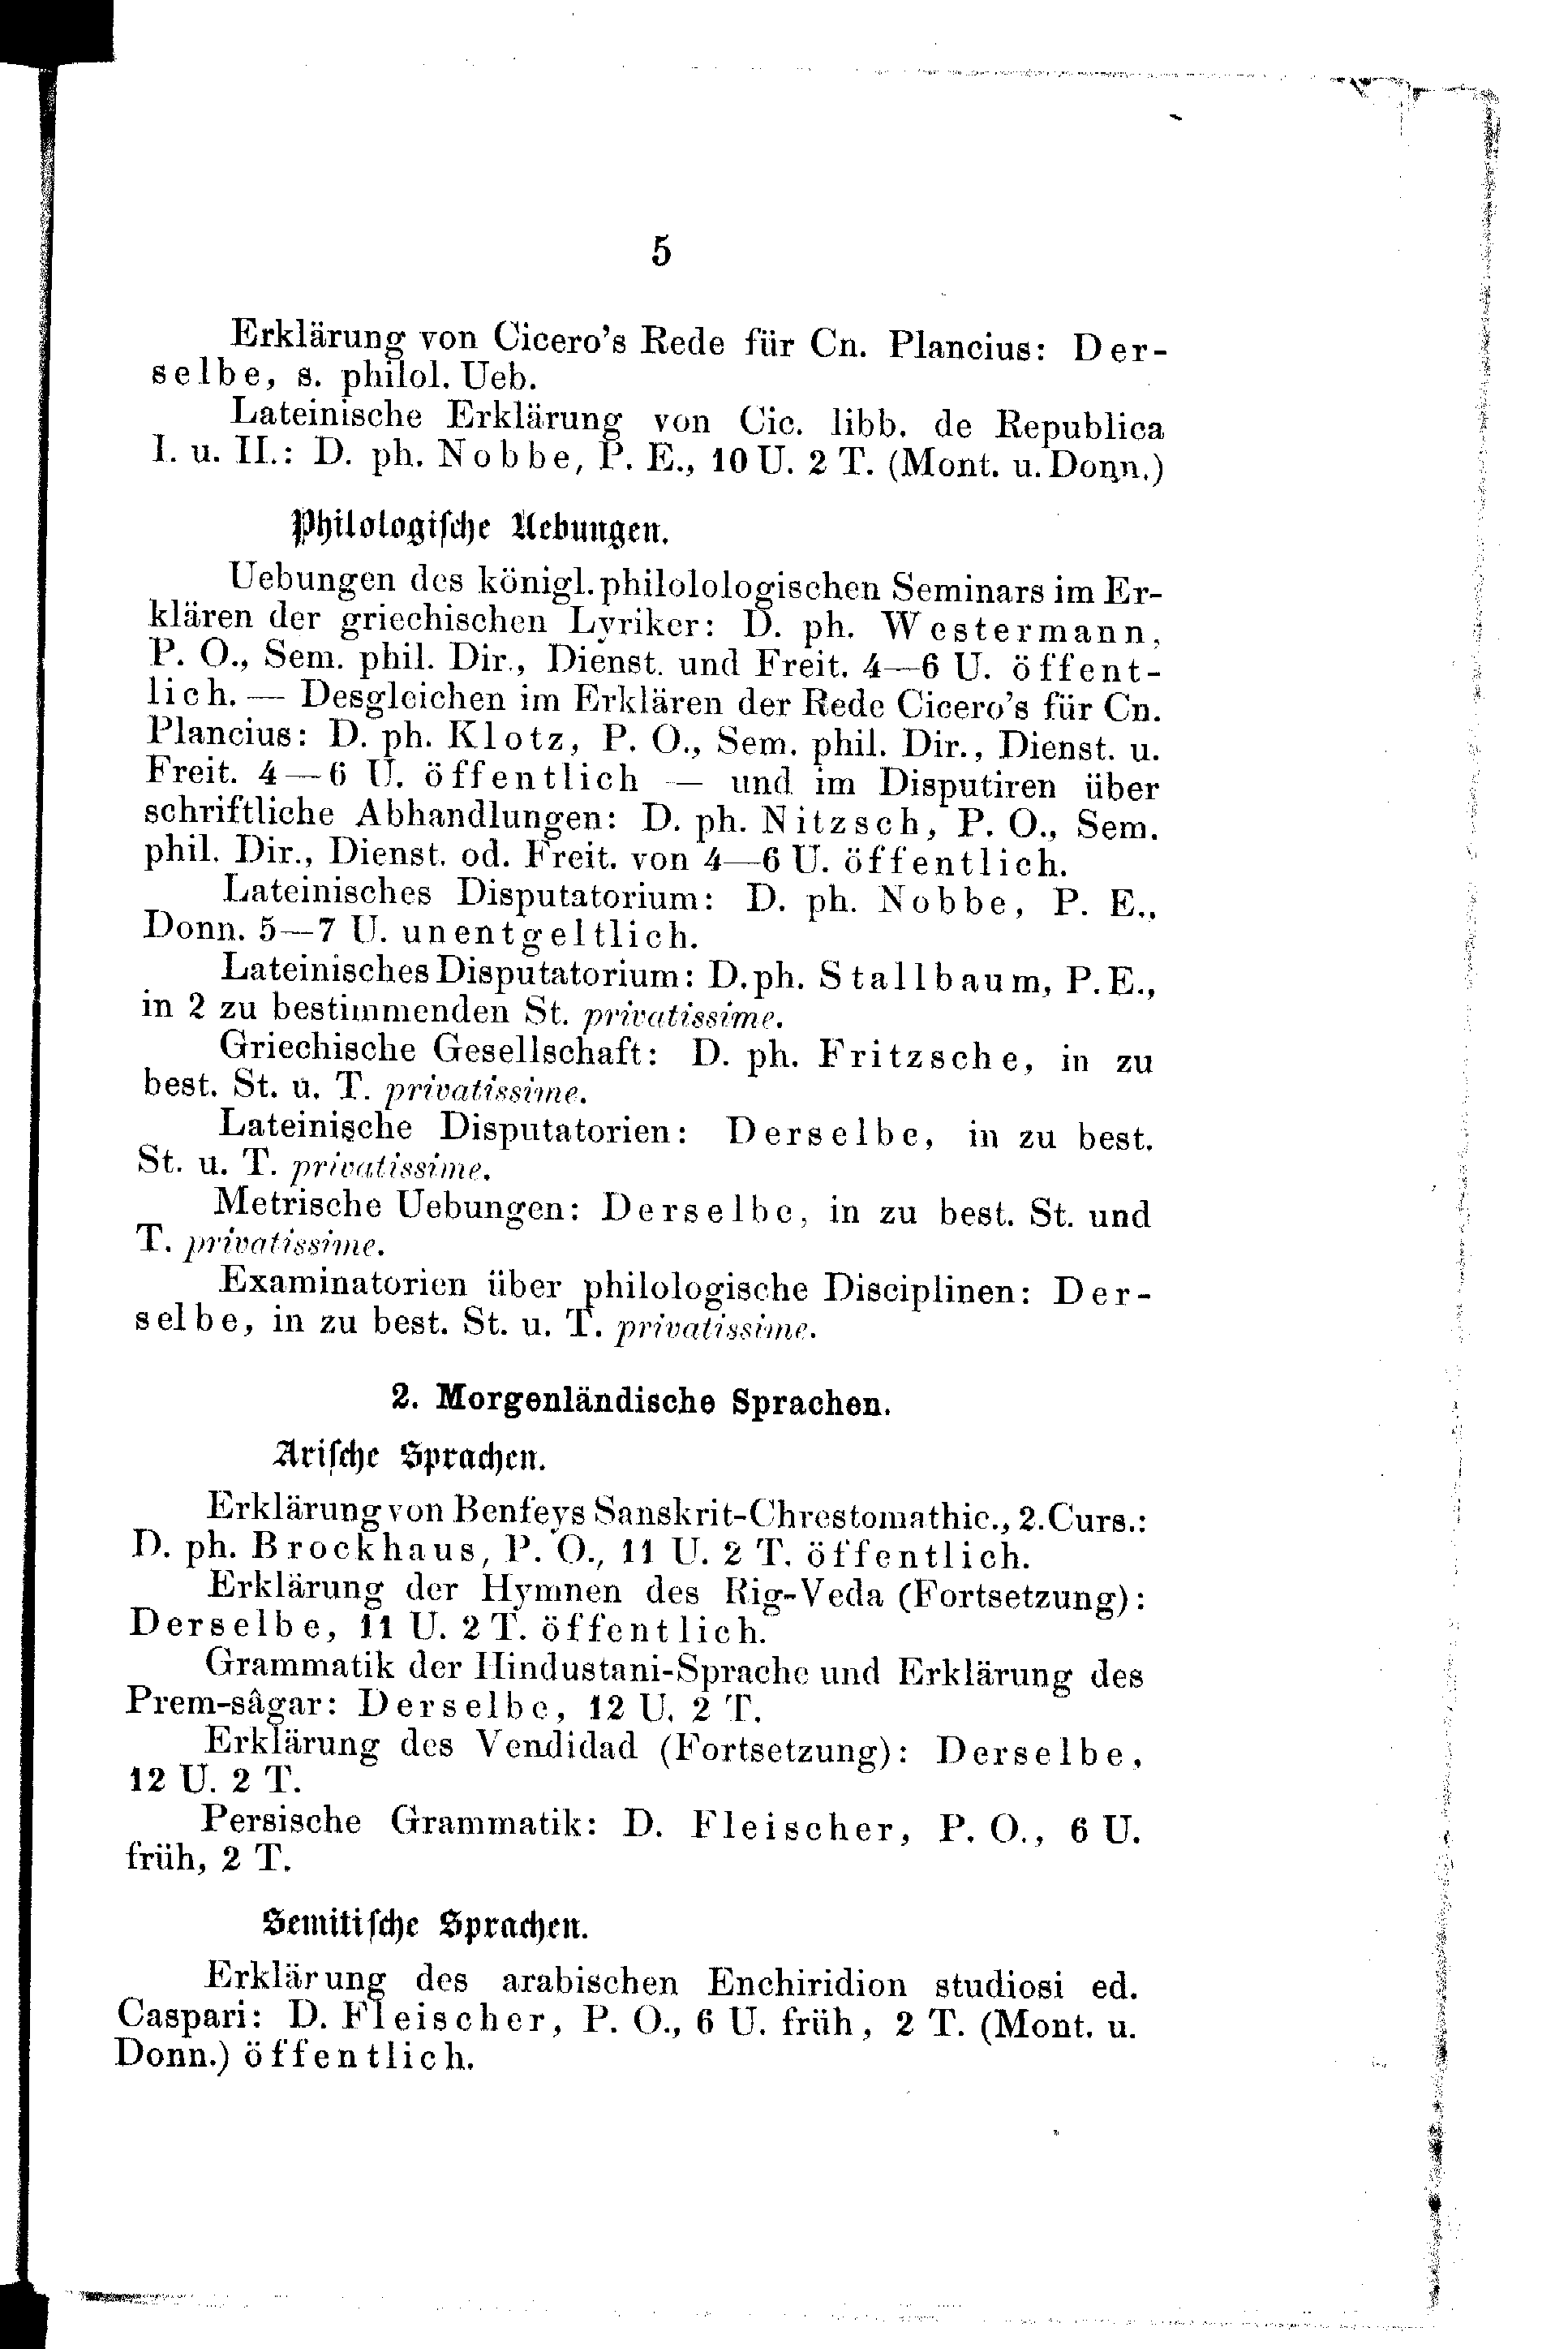 5
Erklärung von Cicero's Rede für Cn. Plancius: Der-
selbe, s. philol. Ueb.
Lateinische Erklärung von Cic. libb. de Republica
I. u. II.: D. ph. Nobbe, P. E., 10 U. 2 T. (Mont. u. Donn.)
Philologische Uebungen.
Uebungen des königl. philolologischen Seminars im Er-
klären der griechischen Lyriker: D. ph. Westermann,
P. O., Sem. phil. Dir., Dienst. und Freit. 4—6 U. öffent-
lich. — Desgleichen im Erklären der Rede Cicero's für Cn.
Plancius: D. ph. Klotz, P. O., Sem. phil. Dir., Dienst. u.
Freit. 4—6 U. öffentlich — und im Disputiren über
schriftliche Abhandlungen: D. ph. Nitzsch, P. O., Sem.
phil. Dir., Dienst. od. Freit. von 4—6 U. öffentlich.
Lateinisches Disputatorium: D. ph. Nobbe, P. E.,
Donn. 5—7 U. unentgeltlich.
Lateinisches Disputatorium: D. ph. Stallbaum, P. E.,
in 2 zu bestimmenden St. privatissime.
Griechische Gesellschaft: D. ph. Fritzsche, in zu
best. St. u. T. privatissime.
Lateinische Disputatorien: Derselbe, in zu best.
St. u. T. privatissime.
Metrische Uebungen: Derselbe, in zu best. St. und
T. privatissime.
Examinatorien über philologische Disciplinen: Der-
selbe, in zu best. St. u. T. privatissime.
2. Morgenländische Sprachen.
Arische Sprachen.
Erklärung von Benfeys Sanskrit-Chrestomathie., 2. Curs.:
D. ph. Brockhaus, P. O., 11 U. 2 T. öffentlich.
Erklärung der Hymnen des Rig-Veda (Fortsetzung):
Derselbe, 11 U. 2 T. öffentlich.
Grammatik der Hindustani-Sprache und Erklärung des
Prem-sâgar: Derselbe, 12 U. 2 T.
Erklärung des Vendidad (Fortsetzung): Derselbe,
12 U. 2 T.
Persische Grammatik: D. Fleischer, P. O., 6 U.
früh, 2 T.
Semitische Sprachen.
Erklärung des arabischen Enchiridion studiosi ed.
Caspari: D. Fleischer, P. O., 6 U. früh, 2 T. (Mont. u.
Donn.) öffentlich.